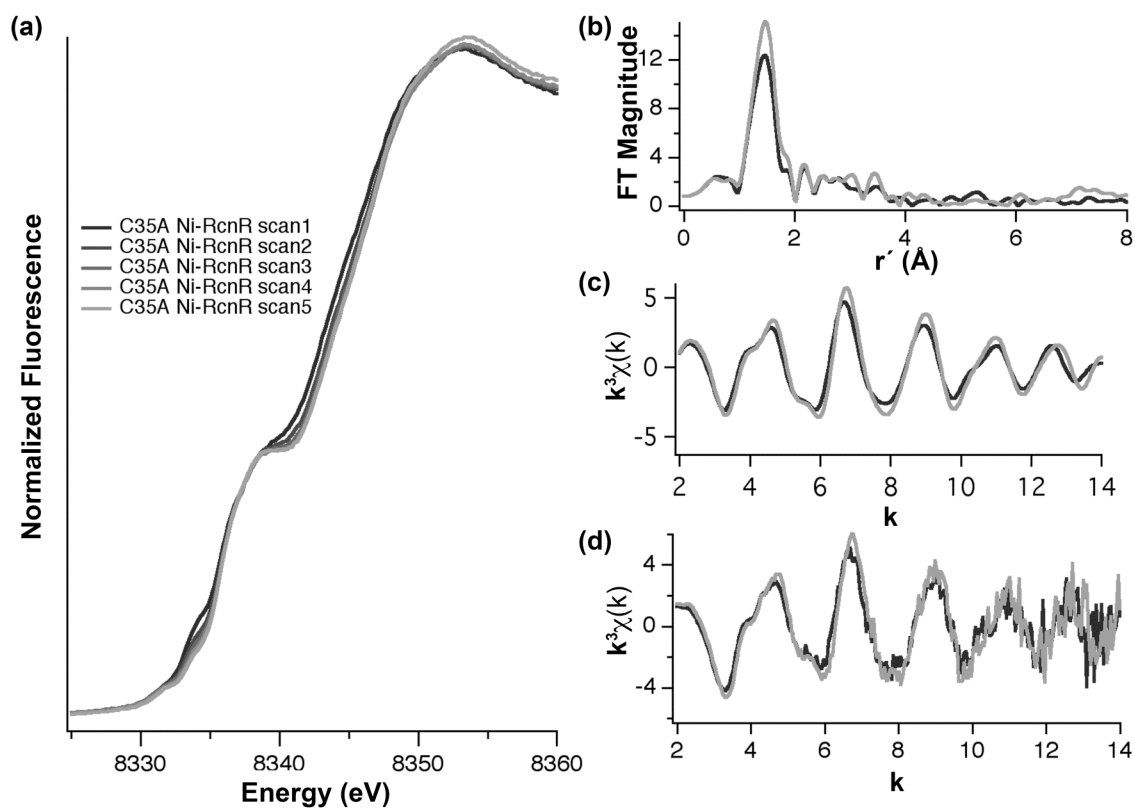 (a)
Normalized Fluorescence
C35A Ni-RcnR scan1
C35A Ni-RcnR scan2
C35A Ni-RcnR scan3
C35A Ni-RcnR scan4
C35A Ni-RcnR scan5
8330 8340 8350 8360
Energy (eV)
(b)
FT Magnitude
12
8
4
0
0 2 4 6 8
r´ (Å)
(c)
k³χ(k)
5
0
-5
2 4 6 8 10 12 14
k
(d)
k³χ(k)
4
0
-4
2 4 6 8 10 12 14
k